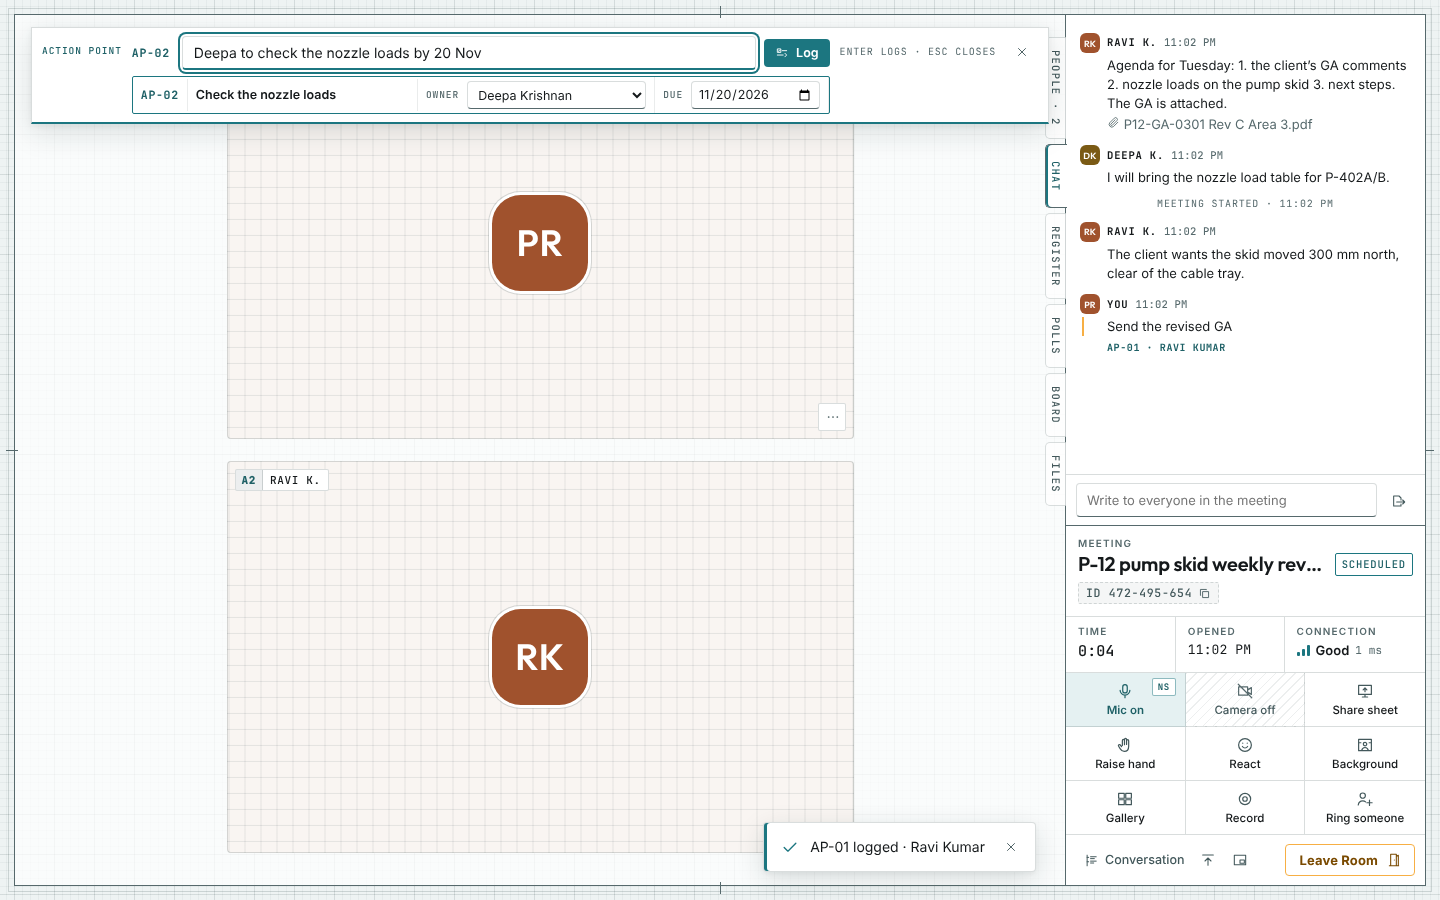 ACTION POINT AP-02 Deepa to check the nozzle loads by 20 Nov Log ENTER LOGS · ESC CLOSES
AP-02 Check the nozzle loads OWNER Deepa Krishnan DUE 11/20/2026
PR
...
A2 RAVI K.
RK
AP-01 logged · Ravi Kumar
PEOPLE · 2
CHAT
REGISTER
POLLS
BOARD
FILES
RK RAVI K. 11:02 PM
Agenda for Tuesday: 1. the client’s GA comments
2. nozzle loads on the pump skid 3. next steps.
The GA is attached.
P12-GA-0301 Rev C Area 3.pdf
DK DEEPA K. 11:02 PM
I will bring the nozzle load table for P-402A/B.
MEETING STARTED · 11:02 PM
RK RAVI K. 11:02 PM
The client wants the skid moved 300 mm north,
clear of the cable tray.
PR YOU 11:02 PM
Send the revised GA
AP-01 · RAVI KUMAR
Write to everyone in the meeting
MEETING
P-12 pump skid weekly rev... SCHEDULED
ID 472-495-654
TIME OPENED CONNECTION
0:04 11:02 PM Good 1 ms
NS
Mic on Camera off Share sheet
Raise hand React Background
Gallery Record Ring someone
Conversation Leave Room